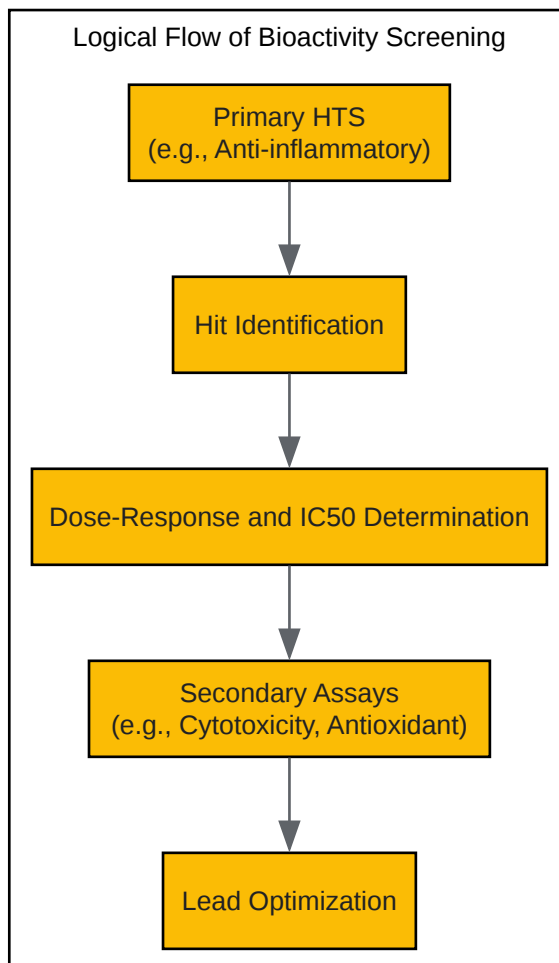 Logical Flow of Bioactivity Screening
Primary HTS
(e.g., Anti-inflammatory)
Hit Identification
Dose-Response and IC50 Determination
Secondary Assays
(e.g., Cytotoxicity, Antioxidant)
Lead Optimization